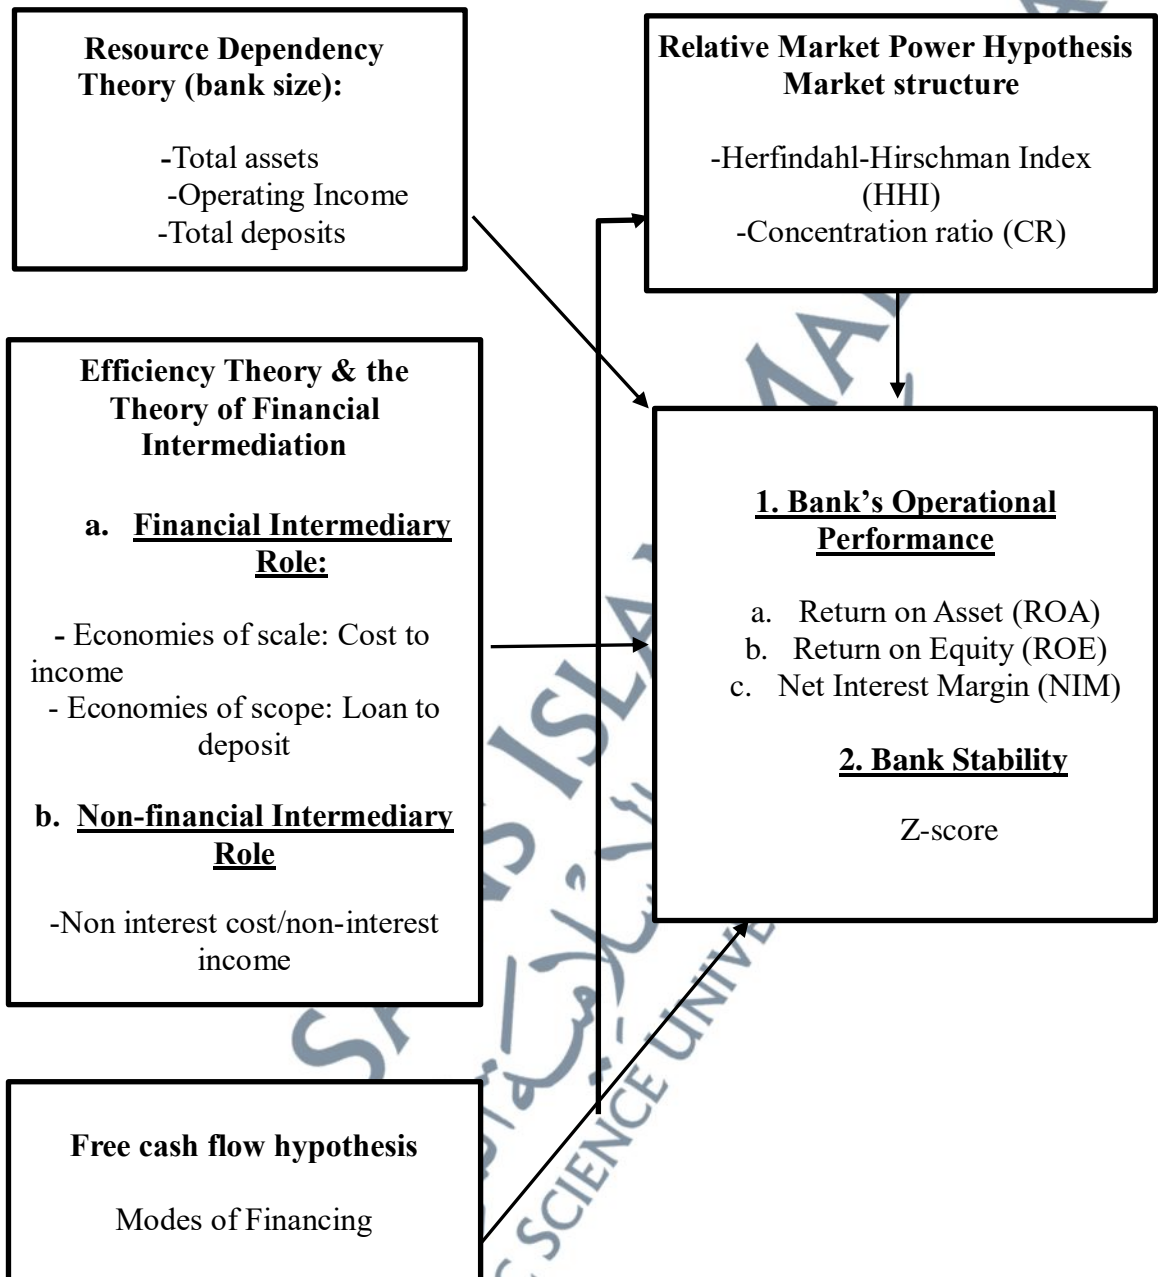 Resource Dependency
Theory (bank size):
-Total assets
-Operating Income
-Total deposits
Relative Market Power Hypothesis
Market structure
-Herfindahl-Hirschman Index
(HHI)
-Concentration ratio (CR)
Efficiency Theory & the
Theory of Financial
Intermediation
a. Financial Intermediary
Role:
- Economies of scale: Cost to
income
- Economies of scope: Loan to
deposit
b. Non-financial Intermediary
Role
-Non interest cost/non-interest
income
1. Bank’s Operational
Performance
a. Return on Asset (ROA)
b. Return on Equity (ROE)
c. Net Interest Margin (NIM)
2. Bank Stability
Z-score
Free cash flow hypothesis
Modes of Financing
SCIENCE